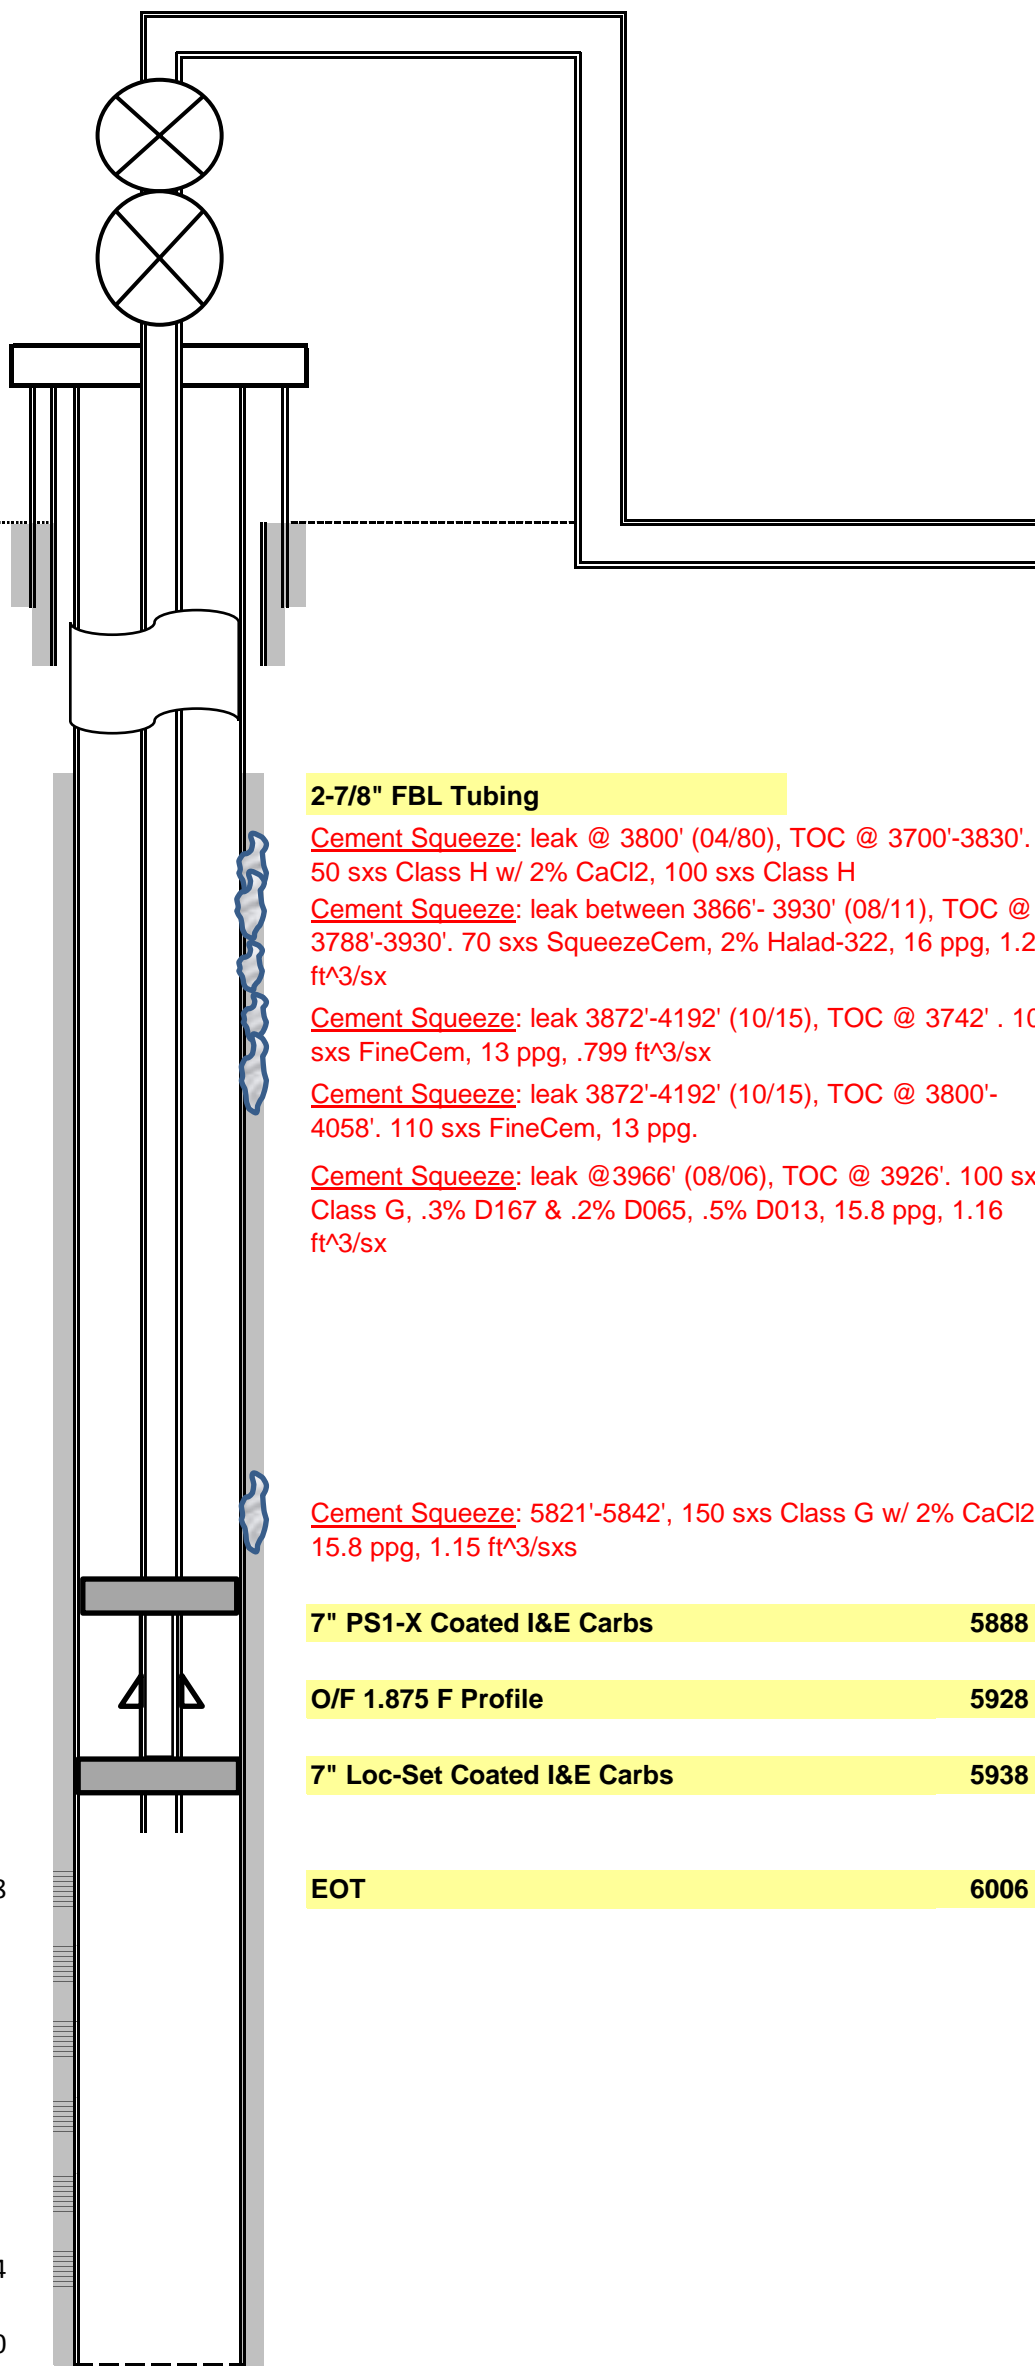 2-7/8" FBL Tubing
Cement Squeeze: leak @ 3800' (04/80), TOC @ 3700'-3830'.
50 sxs Class H w/ 2% CaCl2, 100 sxs Class H
Cement Squeeze: leak between 3866'- 3930' (08/11), TOC @
3788'-3930'. 70 sxs SqueezeCem, 2% Halad-322, 16 ppg, 1.2
ft^3/sx
Cement Squeeze: leak 3872'-4192' (10/15), TOC @ 3742' . 10
sxs FineCem, 13 ppg, .799 ft^3/sx
Cement Squeeze: leak 3872'-4192' (10/15), TOC @ 3800'-
4058'. 110 sxs FineCem, 13 ppg.
Cement Squeeze: leak @3966' (08/06), TOC @ 3926'. 100 sx
Class G, .3% D167 & .2% D065, .5% D013, 15.8 ppg, 1.16
ft^3/sx
Cement Squeeze: 5821'-5842', 150 sxs Class G w/ 2% CaCl2
15.8 ppg, 1.15 ft^3/sxs
7" PS1-X Coated I&E Carbs 5888
O/F 1.875 F Profile 5928
7" Loc-Set Coated I&E Carbs 5938
3
EOT 6006
4
0